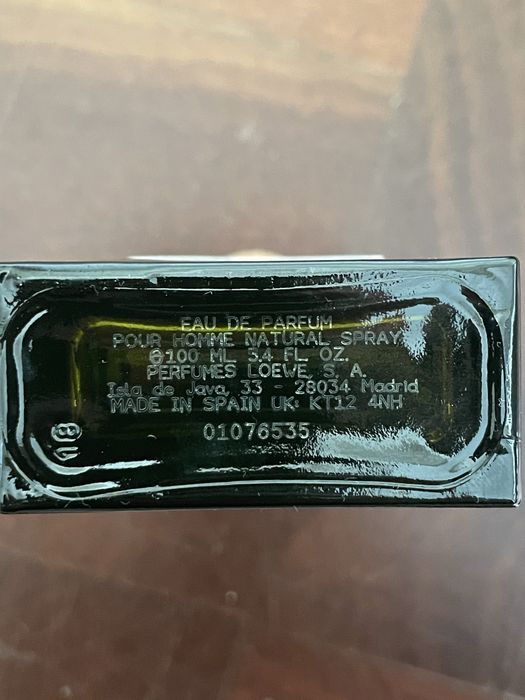 EAU DE PARFUM
POUR HOMME NATURAL SPRAY
℮100 ML 3.4 FL. OZ.
PERFUMES LOEWE, S. A.
Isla de Java, 33 - 28034 Madrid
MADE IN SPAIN UK: KT12 4NH
01076535
18